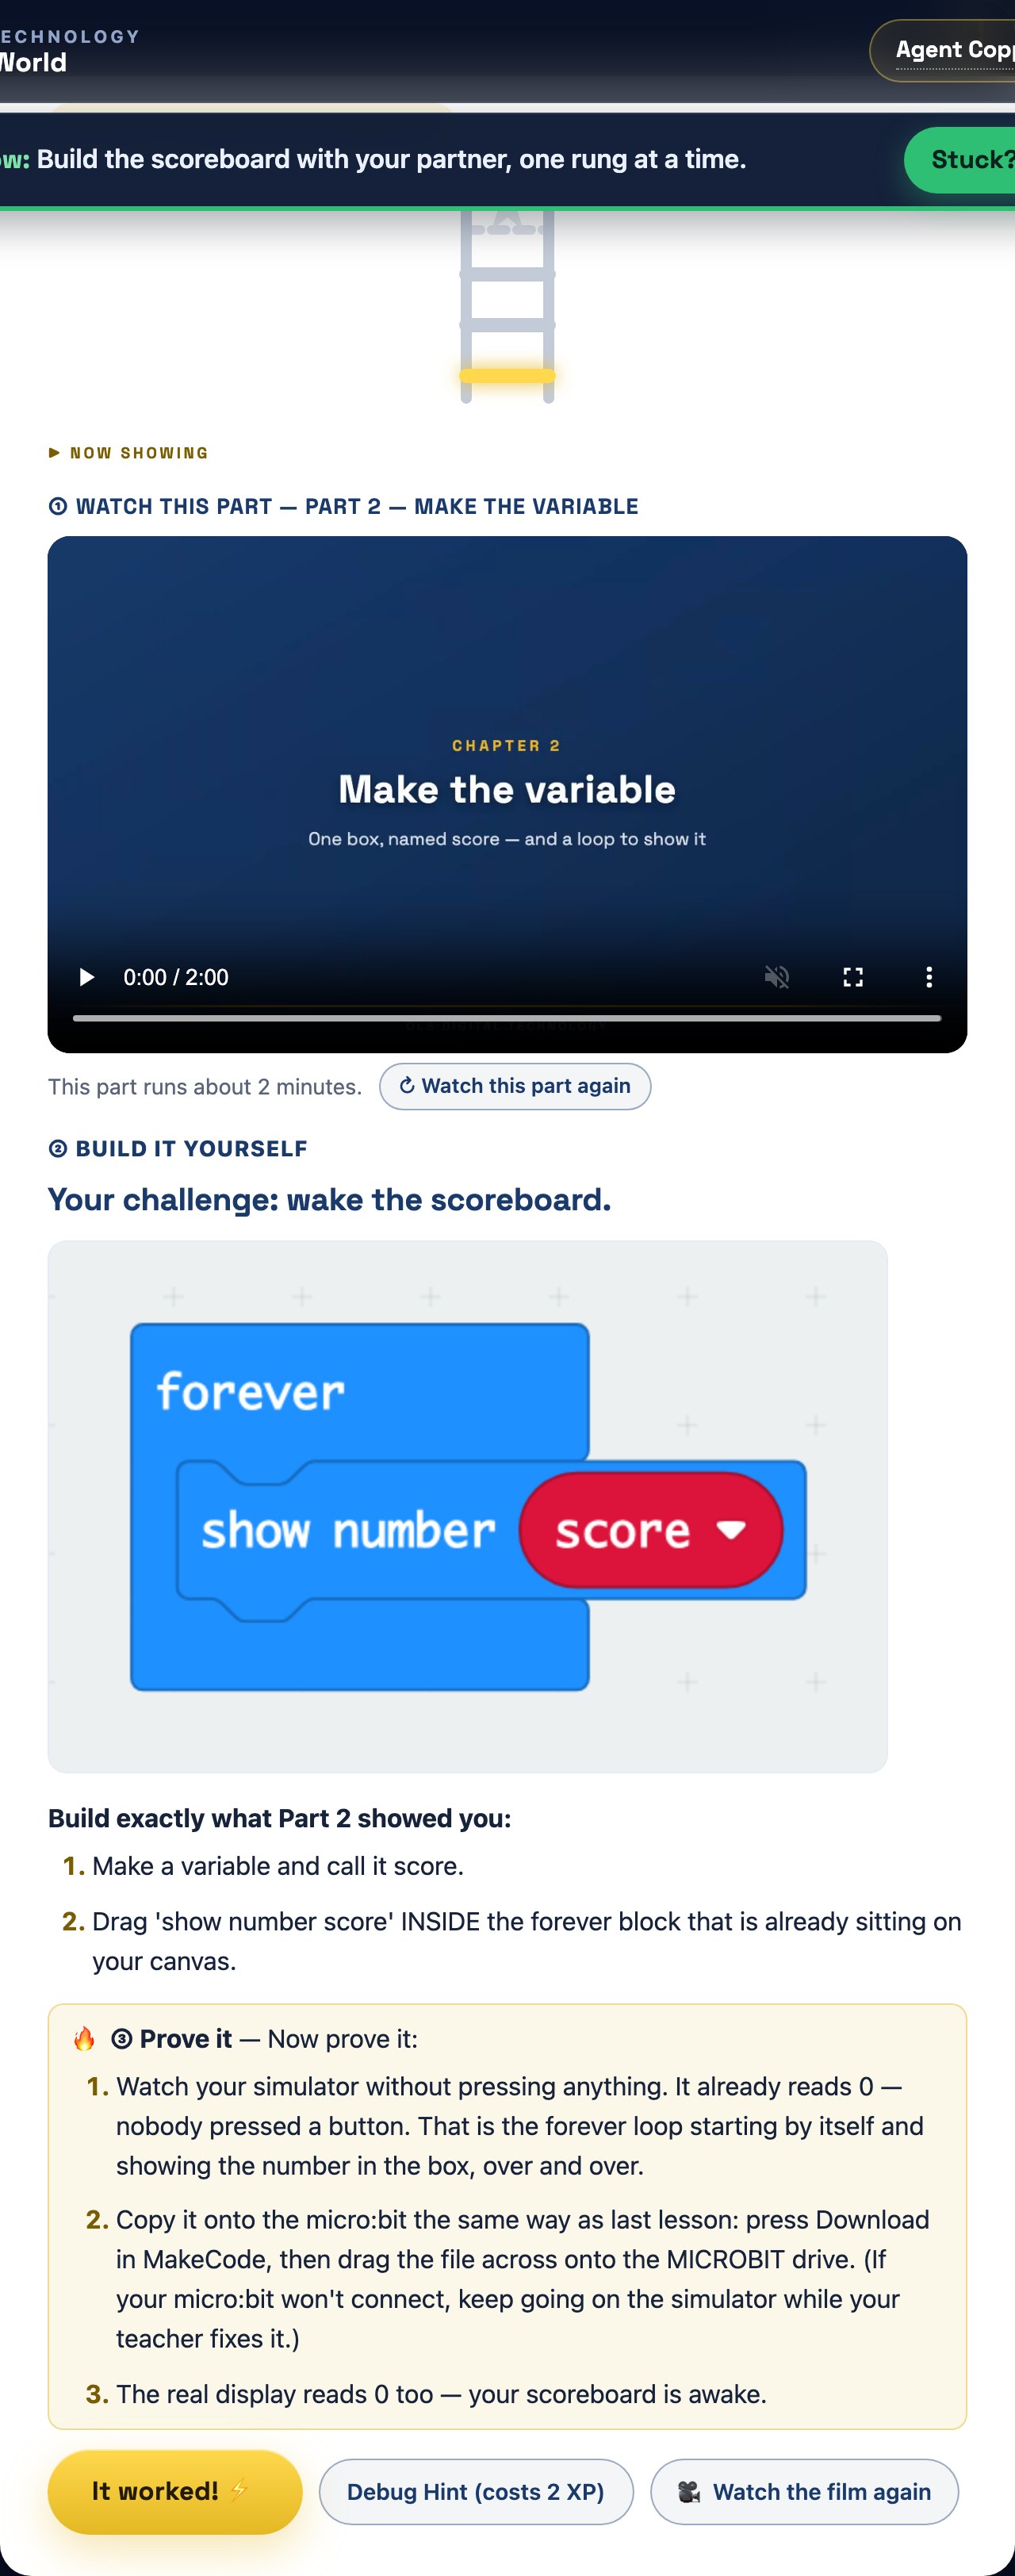 ECHNOLOGY
World
Agent Copp
ow: Build the scoreboard with your partner, one rung at a time.
Stuck?
▶ NOW SHOWING
① WATCH THIS PART — PART 2 — MAKE THE VARIABLE
CHAPTER 2
Make the variable
One box, named score — and a loop to show it
0:00 / 2:00
This part runs about 2 minutes.
↻ Watch this part again
② BUILD IT YOURSELF
Your challenge: wake the scoreboard.
forever
show number score
Build exactly what Part 2 showed you:
1. Make a variable and call it score.
2. Drag 'show number score' INSIDE the forever block that is already sitting on
your canvas.
🔥 ③ Prove it — Now prove it:
1. Watch your simulator without pressing anything. It already reads 0 —
nobody pressed a button. That is the forever loop starting by itself and
showing the number in the box, over and over.
2. Copy it onto the micro:bit the same way as last lesson: press Download
in MakeCode, then drag the file across onto the MICROBIT drive. (If
your micro:bit won't connect, keep going on the simulator while your
teacher fixes it.)
3. The real display reads 0 too — your scoreboard is awake.
It worked! ⚡
Debug Hint (costs 2 XP)
🎥 Watch the film again